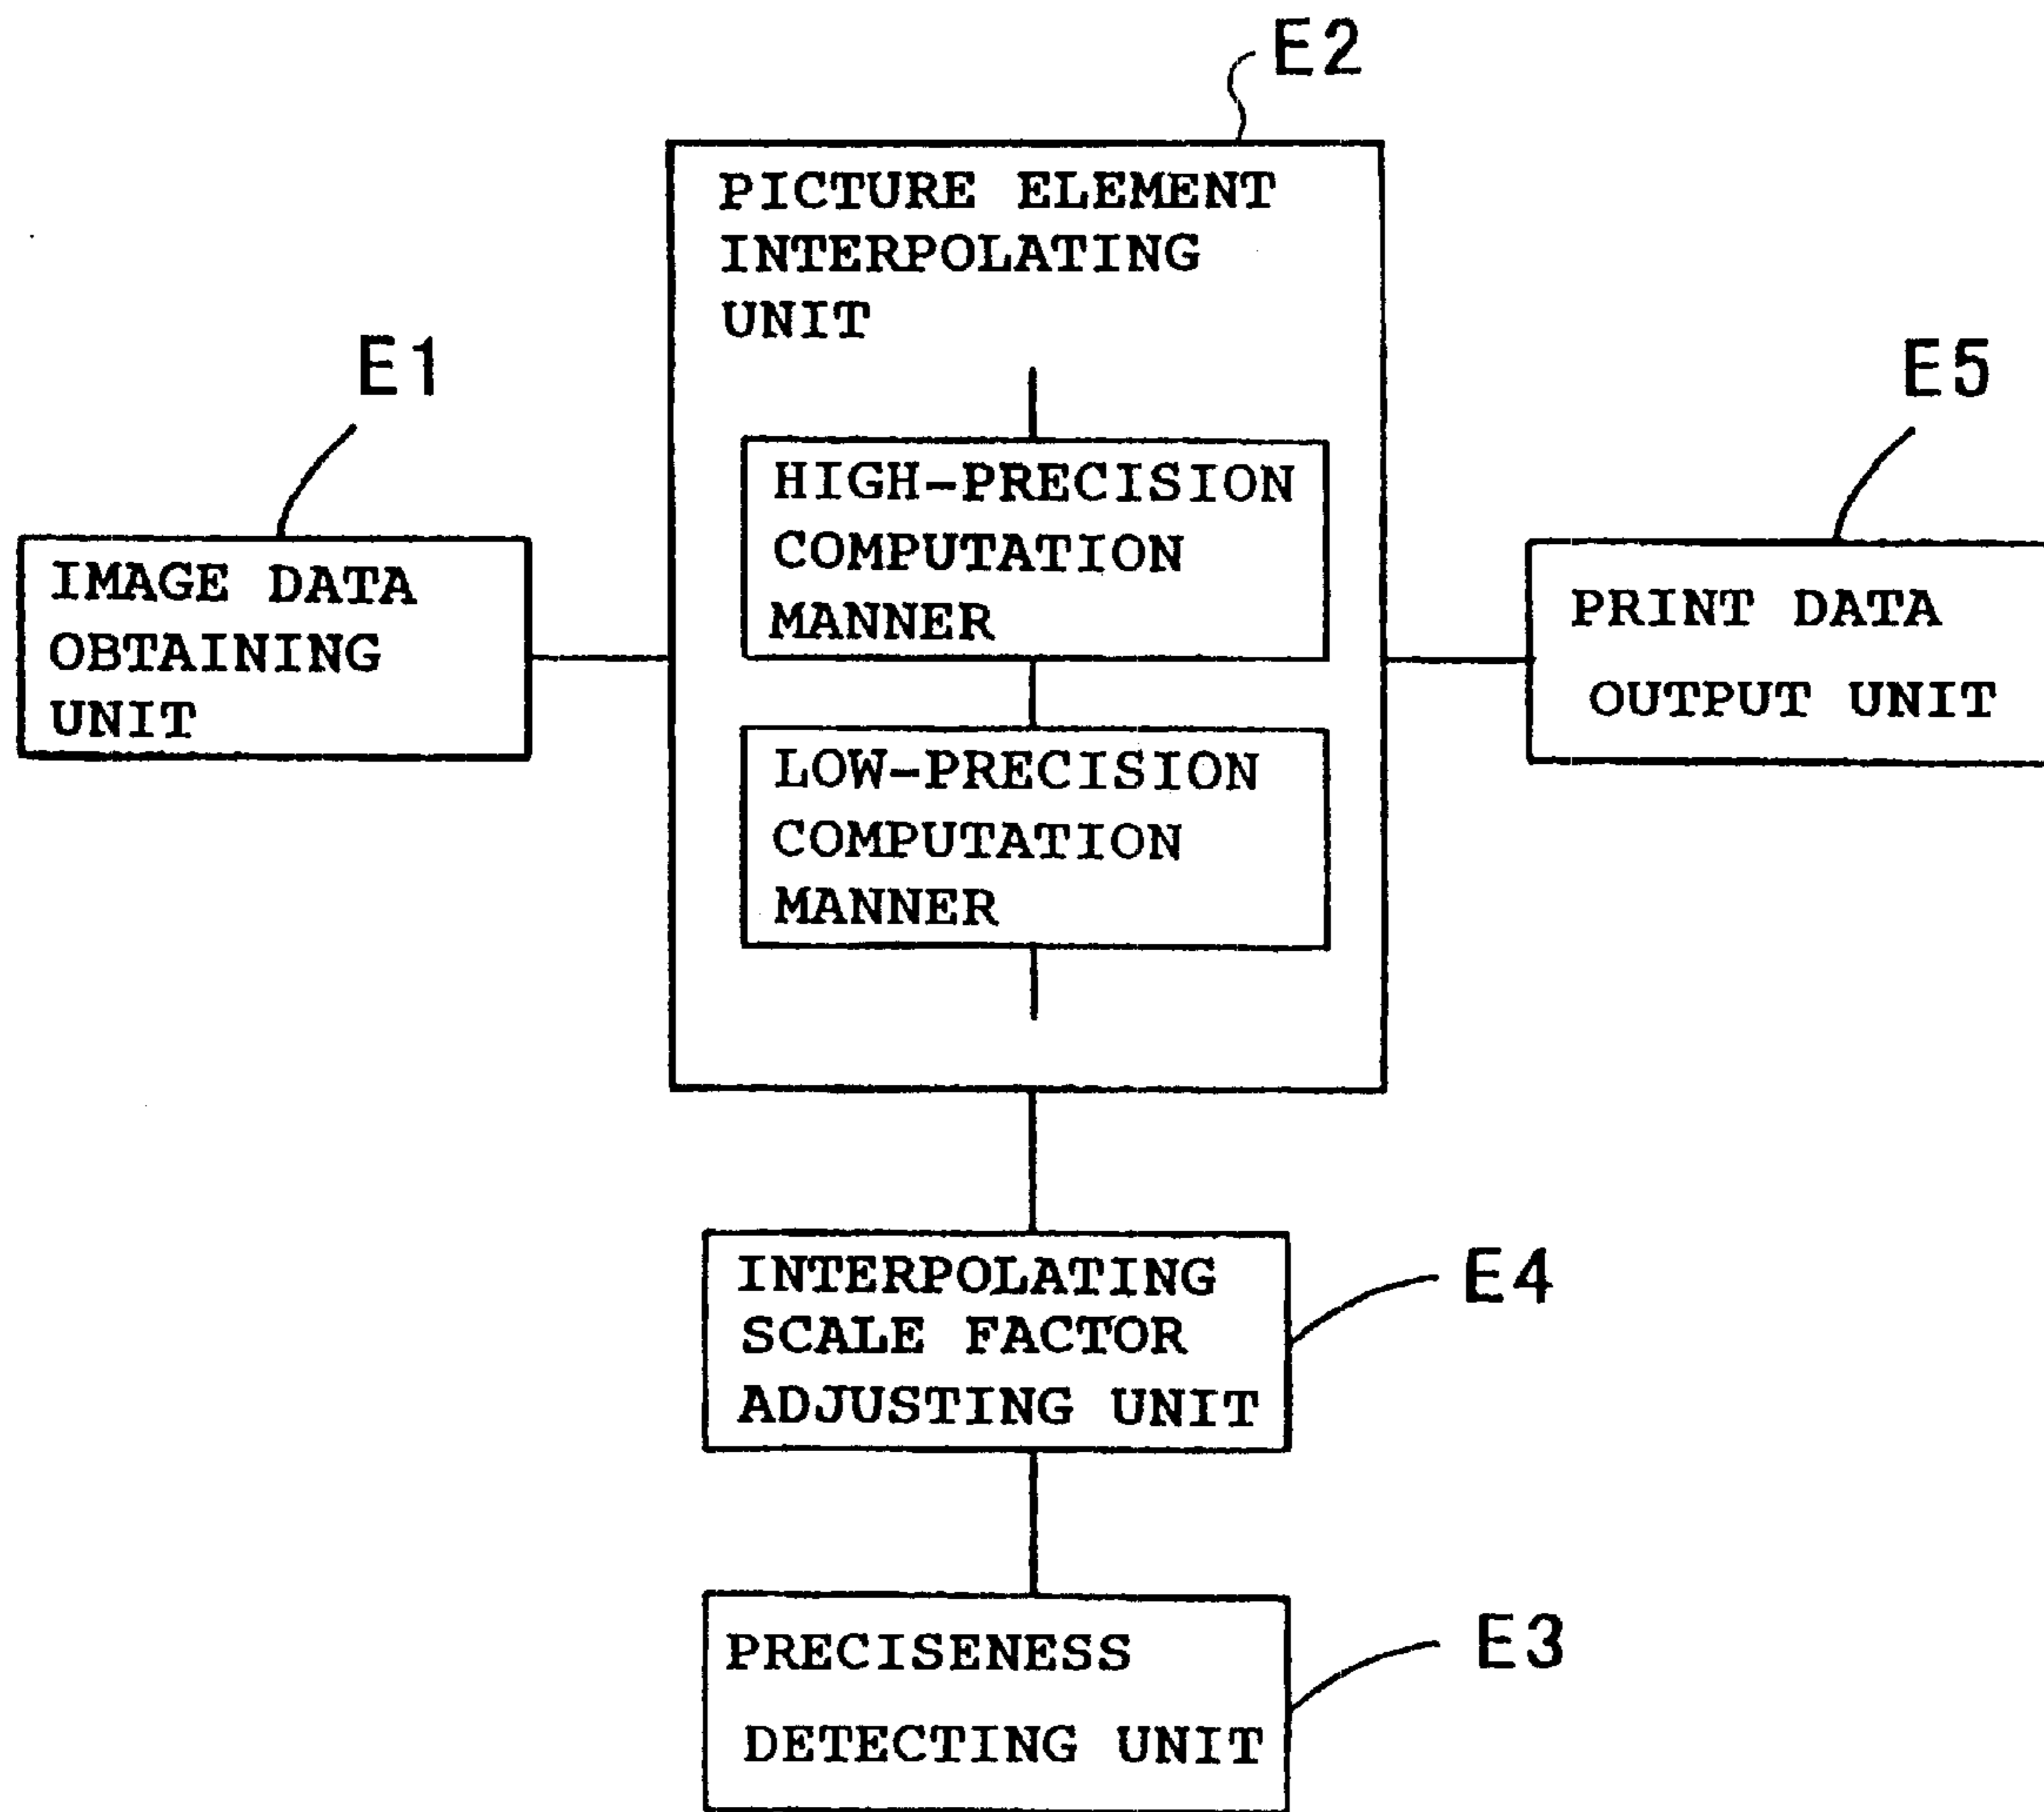 E2
PICTURE ELEMENT
INTERPOLATING
UNIT
E1
E5
HIGH-PRECISION
COMPUTATION
MANNER
IMAGE DATA
OBTAINING
UNIT
PRINT DATA
OUTPUT UNIT
LOW-PRECISION
COMPUTATION
MANNER
INTERPOLATING
SCALE FACTOR
ADJUSTING UNIT
E4
PRECISENESS
DETECTING UNIT
E3